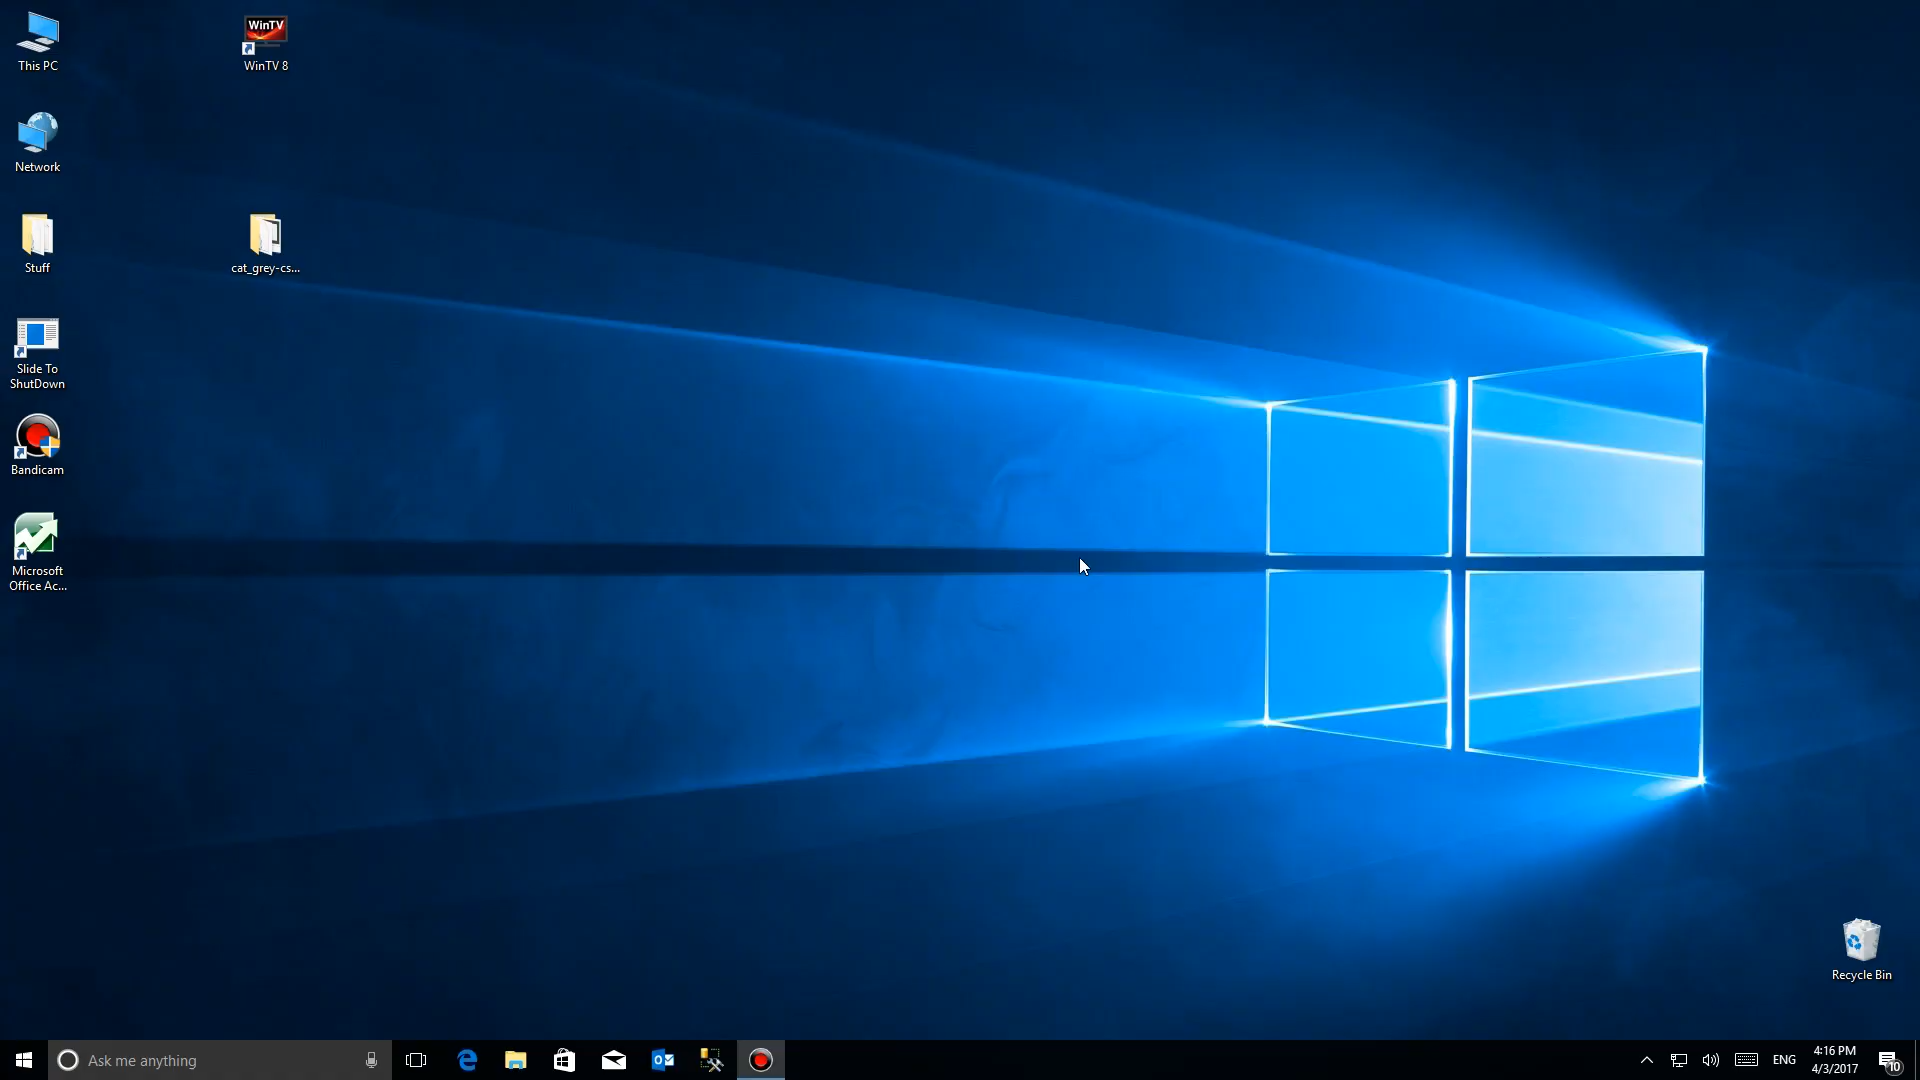 This PC
WinTV
WinTV 8
Network
Stuff
cat_grey-cs...
Slide To
ShutDown
Bandicam
Microsoft
Office Ac...
Recycle Bin
Ask me anything
ENG
4:16 PM
4/3/2017
10